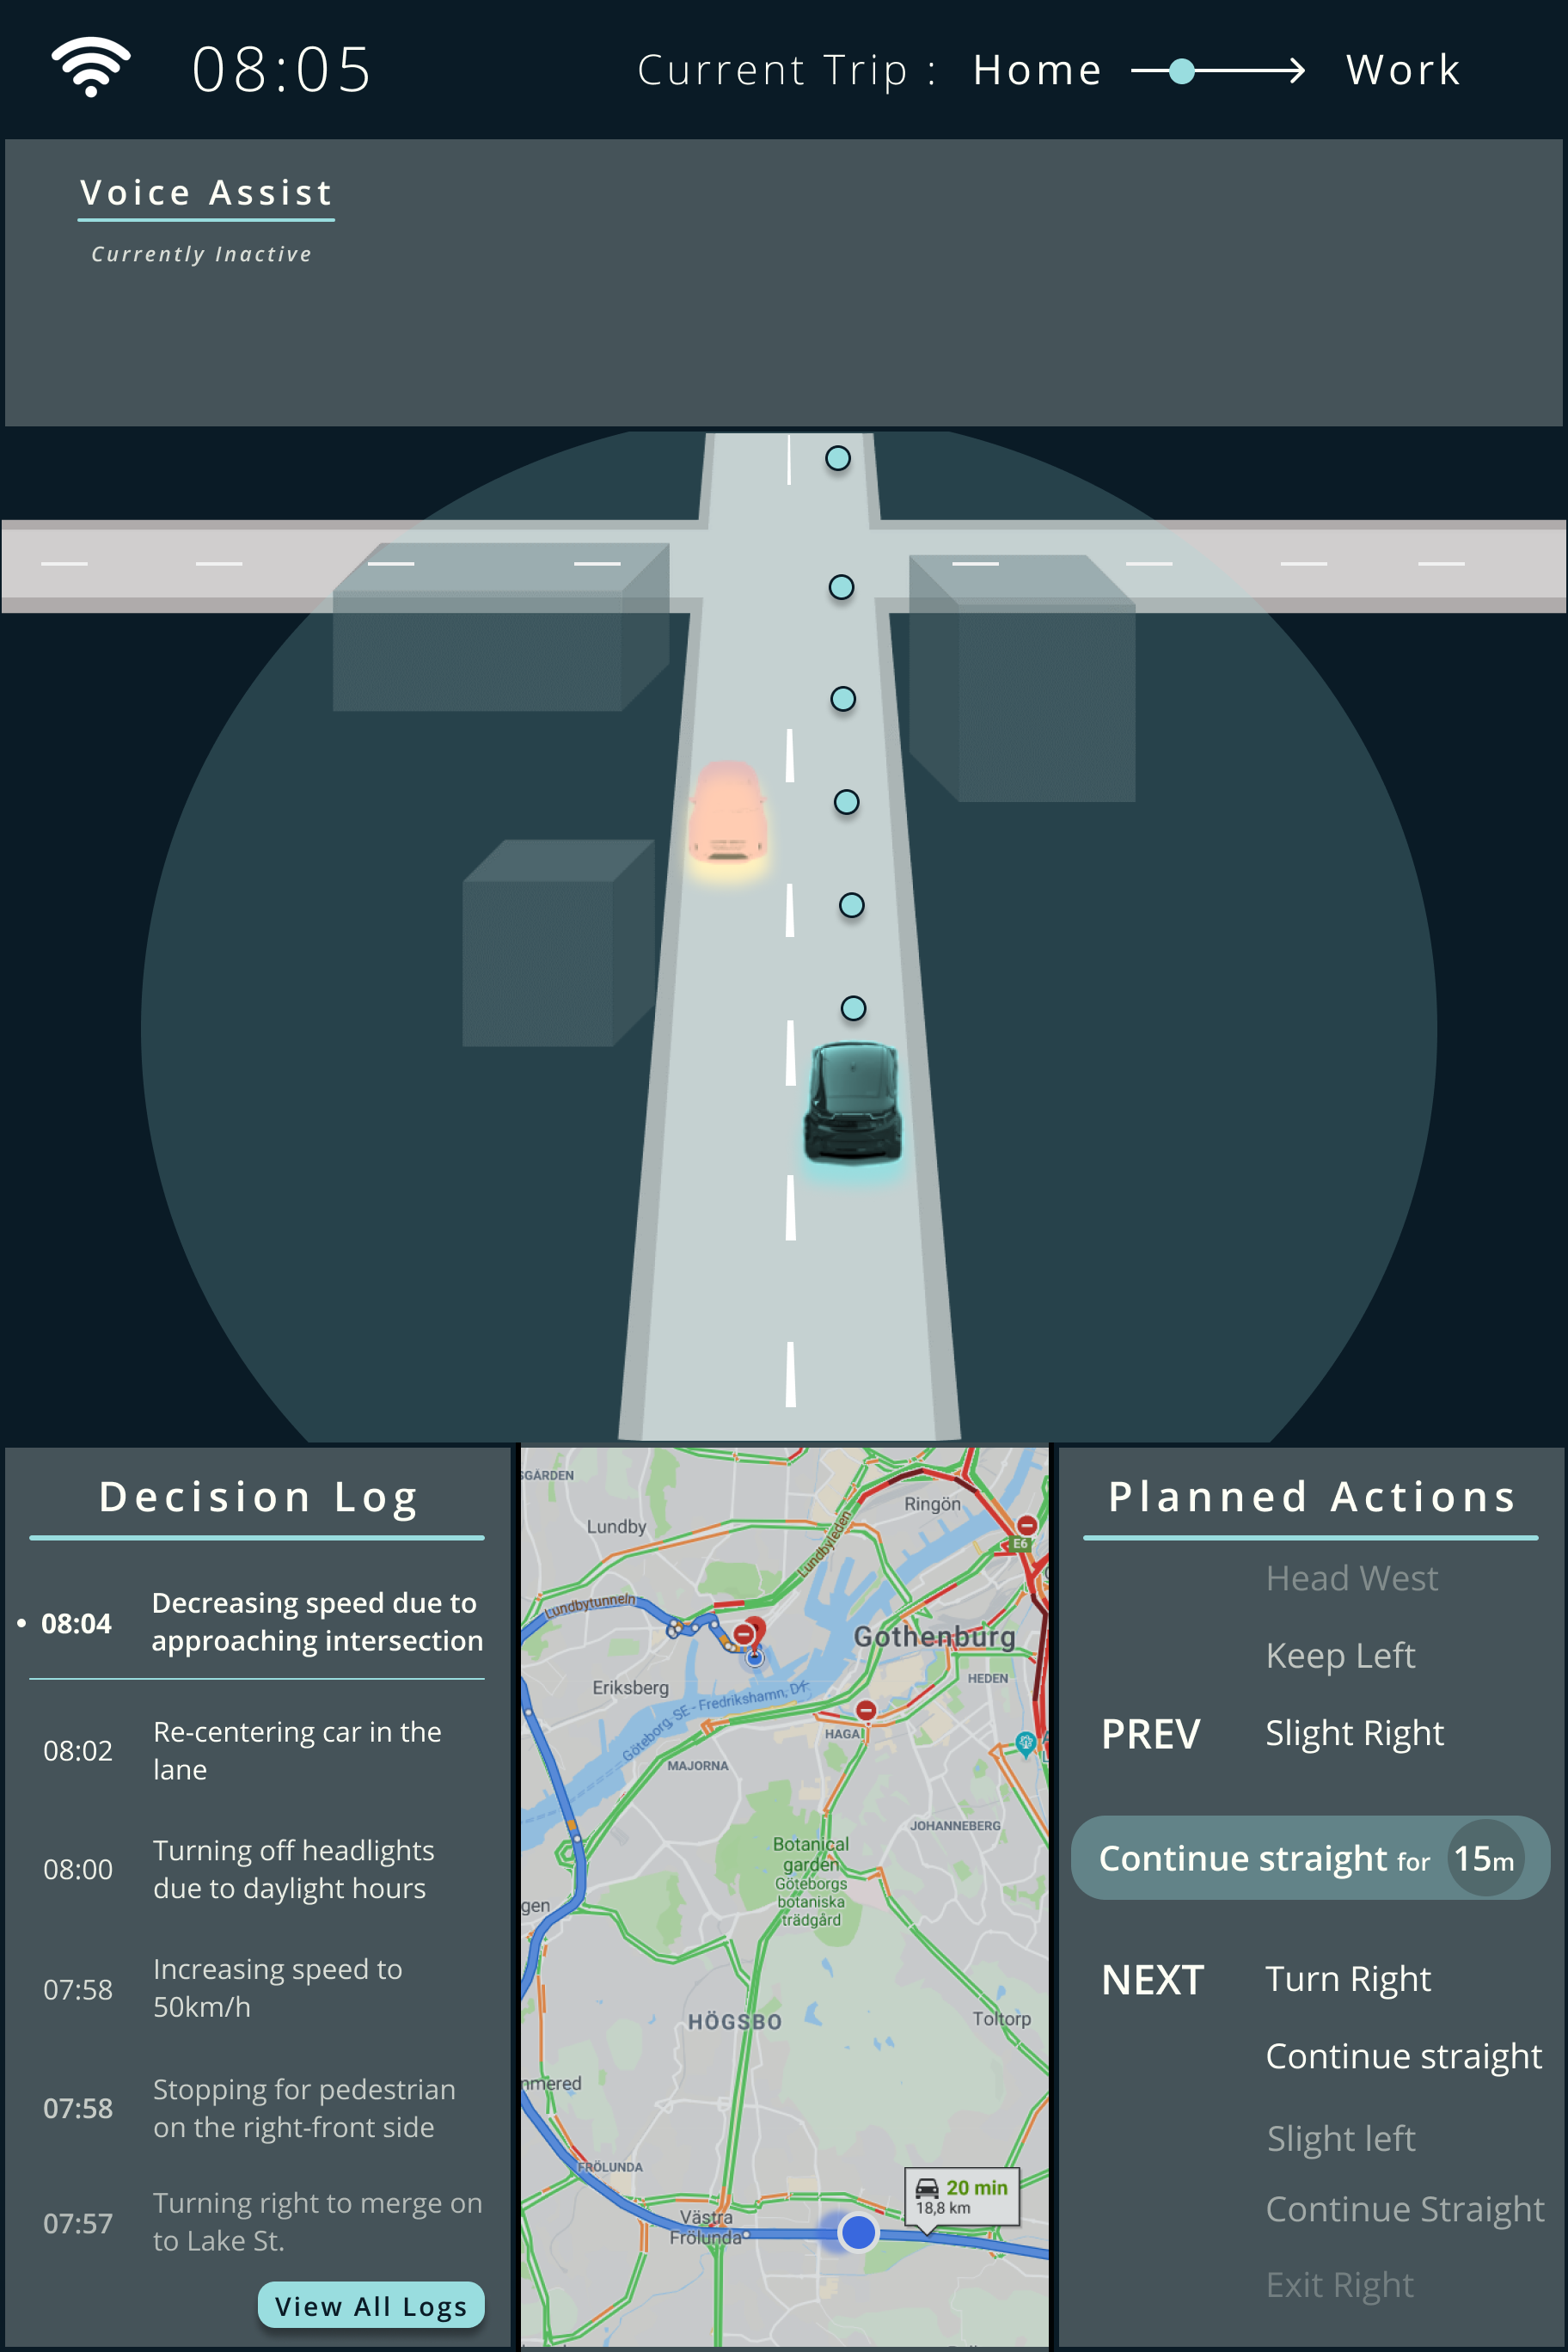 08:05
Current Trip : Home Work
Voice Assist
Currently Inactive
Decision Log
• 08:04 Decreasing speed due to
approaching intersection
08:02 Re-centering car in the
lane
08:00 Turning off headlights
due to daylight hours
07:58 Increasing speed to
50km/h
07:58 Stopping for pedestrian
on the right-front side
07:57 Turning right to merge on
to Lake St.
View All Logs
SGÅRDEN
Ringön
Lundby
Lundbyleden
E6
Lundbytunneln
Gothenburg
HEDEN
Eriksberg
Göteborg, SE - Fredrikshamn, DK
HAGA
MAJORNA
JOHANNEBERG
Botanical
garden
Göteborgs
botaniska
trädgård
gen
HÖGSBO
Toltorp
nmered
FRÖLUNDA
20 min
18,8 km
Västra
Frölunda
Planned Actions
Head West
Keep Left
PREV Slight Right
Continue straight for 15m
NEXT Turn Right
Continue straight
Slight left
Continue Straight
Exit Right